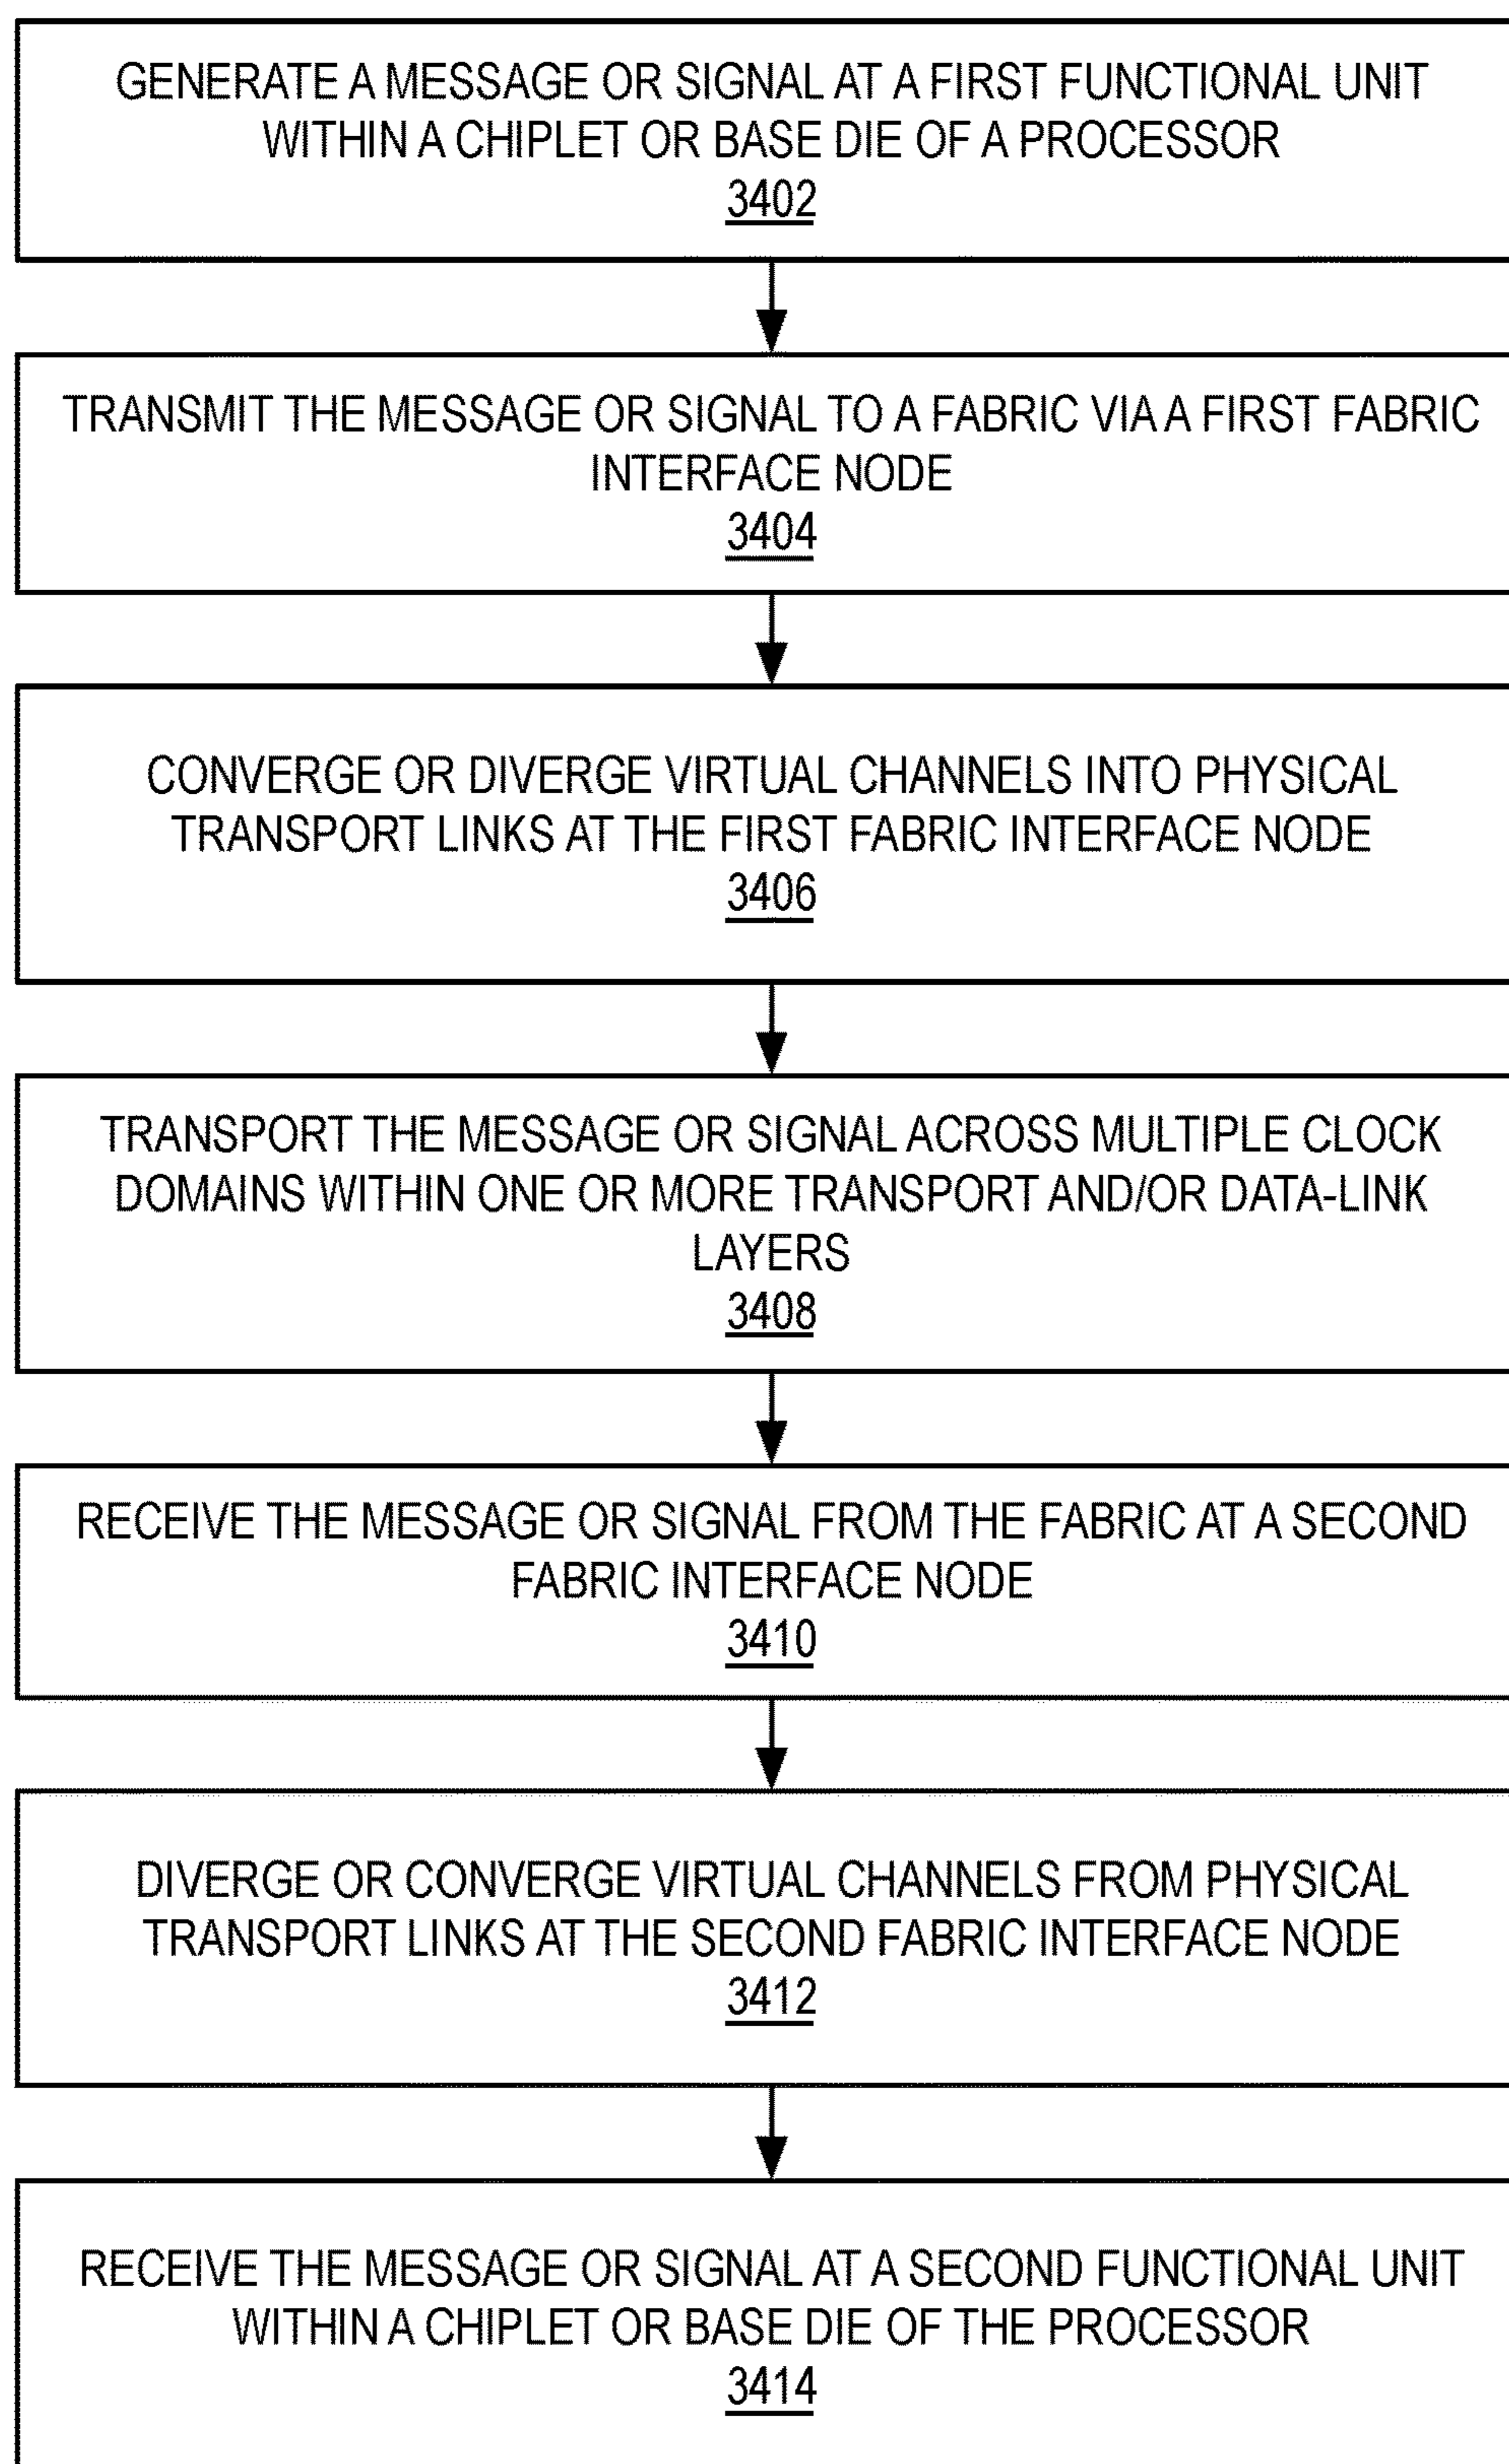 GENERATE A MESSAGE OR SIGNAL AT A FIRST FUNCTIONAL UNIT
WITHIN A CHIPLET OR BASE DIE OF A PROCESSOR
3402
TRANSMIT THE MESSAGE OR SIGNAL TO A FABRIC VIA A FIRST FABRIC
INTERFACE NODE
3404
CONVERGE OR DIVERGE VIRTUAL CHANNELS INTO PHYSICAL
TRANSPORT LINKS AT THE FIRST FABRIC INTERFACE NODE
3406
TRANSPORT THE MESSAGE OR SIGNAL ACROSS MULTIPLE CLOCK
DOMAINS WITHIN ONE OR MORE TRANSPORT AND/OR DATA-LINK
LAYERS
3408
RECEIVE THE MESSAGE OR SIGNAL FROM THE FABRIC AT A SECOND
FABRIC INTERFACE NODE
3410
DIVERGE OR CONVERGE VIRTUAL CHANNELS FROM PHYSICAL
TRANSPORT LINKS AT THE SECOND FABRIC INTERFACE NODE
3412
RECEIVE THE MESSAGE OR SIGNAL AT A SECOND FUNCTIONAL UNIT
WITHIN A CHIPLET OR BASE DIE OF THE PROCESSOR
3414